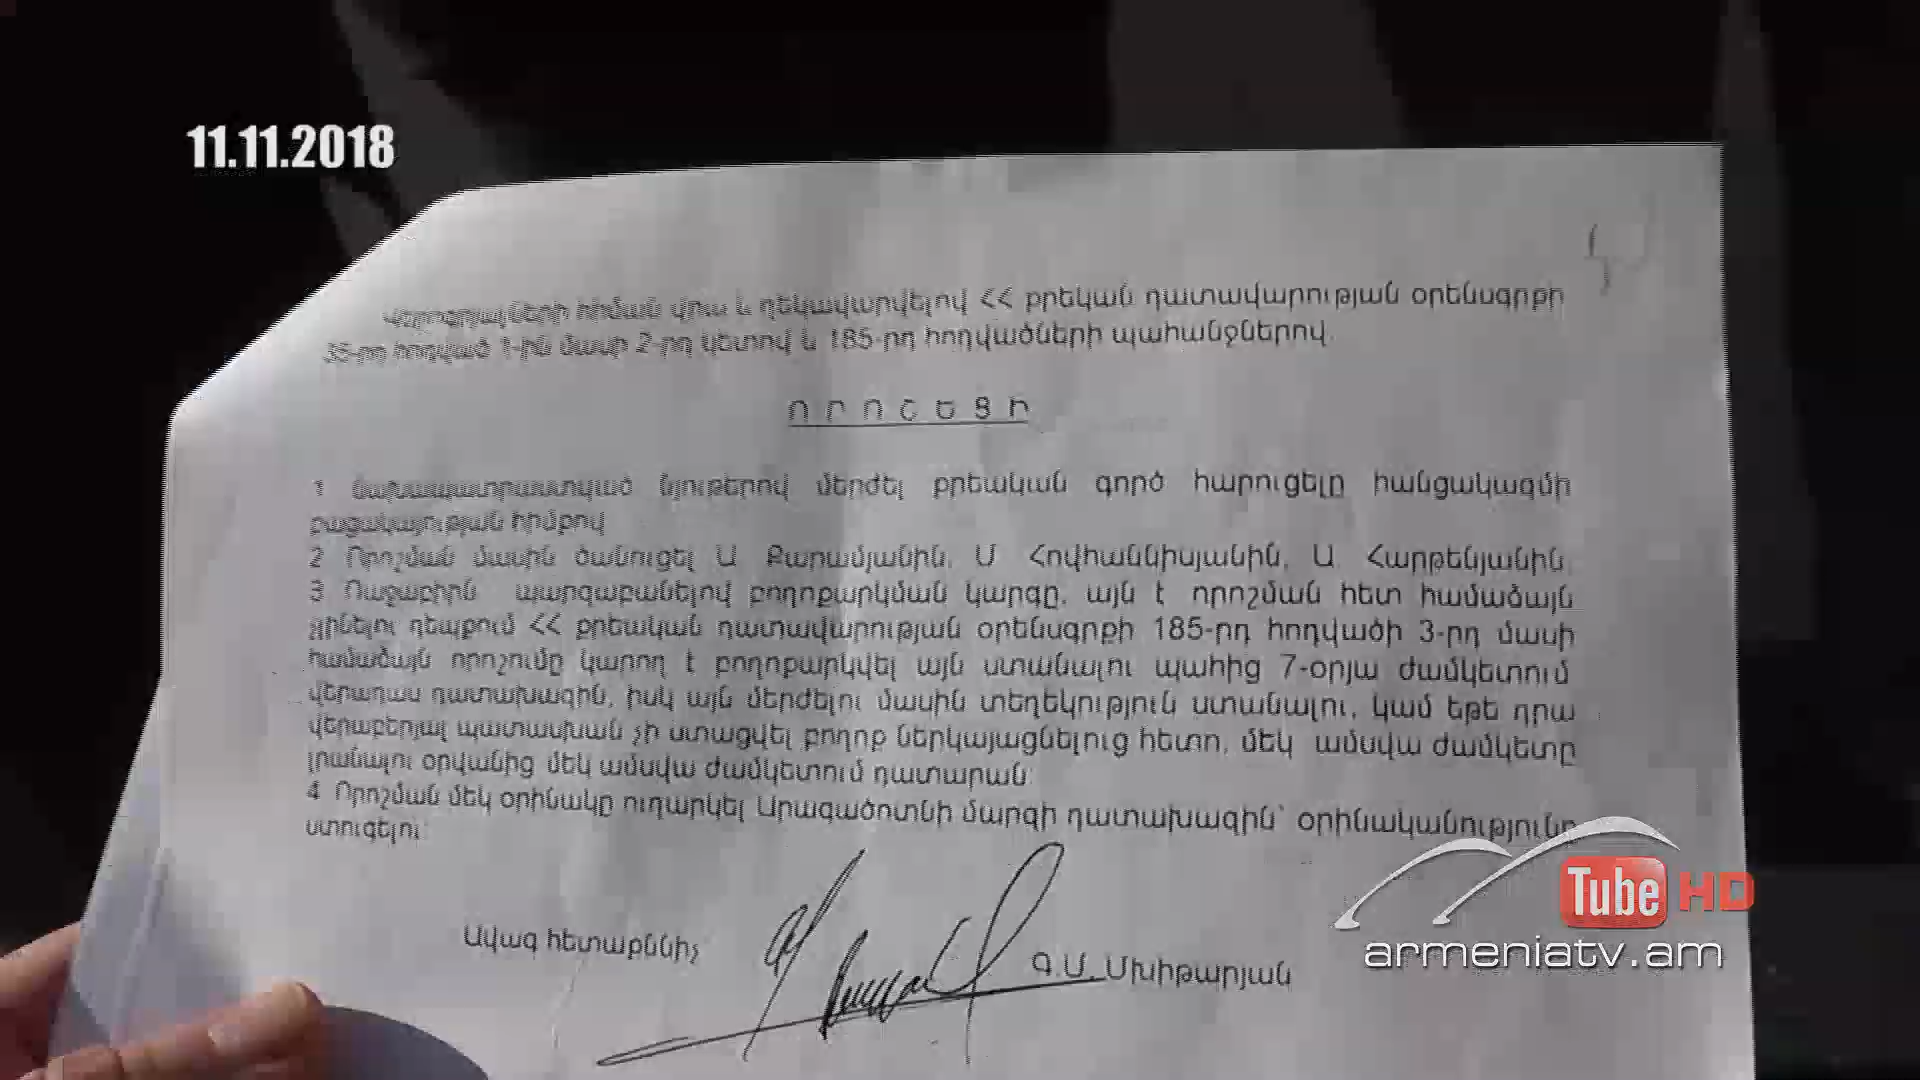 11.11.2018
հիման վրա և ղեկավարվելով ՀՀ քրեկան դատավարության օրենսգրքի
35-րդ հոդված 1-ին մասի 2-րդ կետով և 185-րդ հոդվածների պահանջներով.
ՈՐՈՇԵՑԻ
1 Նախապատրաստված նյութերով մերժել քրեական գործ հարուցելը հանցակազմի
բացակայության հիմքով
2 Որոշման մասին ծանուցել Ա Քարամյանին, Մ Հովհաննիսյանին, Ա Հարթենյանին.
3 պարզաբանելով բողոքարկման կարգը, այն է որոշման հետ համաձայն
չլինելու դեպքում ՀՀ քրեական դատավարության օրենսգրքի 185-րդ հոդվածի 3-րդ մասի
համաձայն որոշումը կարող է բողոքարկվել այն ստանալու պահից 7-օրյա ժամկետում
վերադաս դատախազին, իսկ այն մերժելու մասին տեղեկություն ստանալու, կամ եթե դրա
վերաբերյալ պատասխան չի ստացվել բողոք ներկայացնելուց հետո, մեկ ամսվա ժամկետը
լրանալու օրվանից մեկ ամսվա ժամկետում դատարան:
4 Որոշման մեկ օրինակը ուղարկել Արագածոտնի մարզի դատախազին՝ օրինականությունը
ստուգելու
Ավագ հետաքննիչ Գ.Մ. Մխիթարյան
Tube HD
armeniatv.am